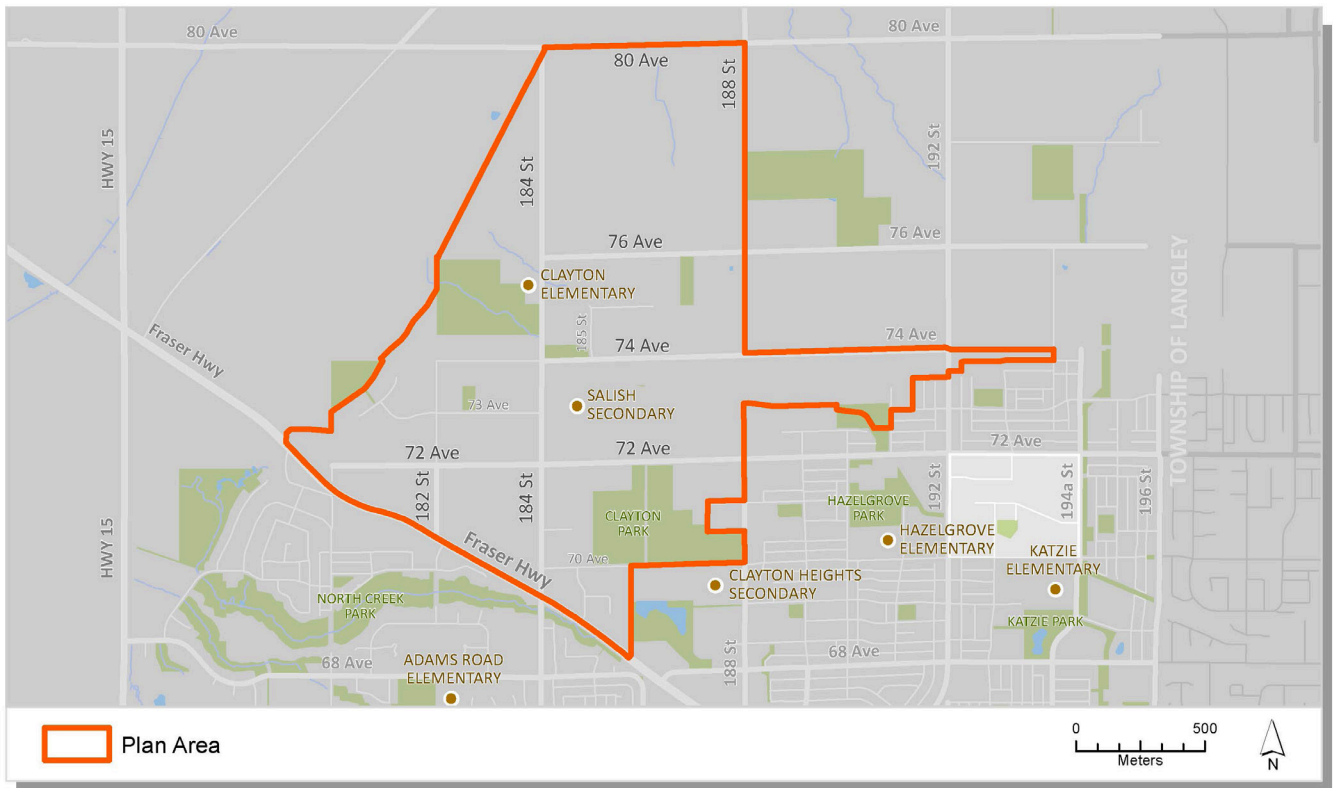 80 Ave
80 Ave
80 Ave
188 St
HWY 15
192 St
184 St
76 Ave
76 Ave
CLAYTON
ELEMENTARY
TOWNSHIP OF LANGLEY
185 St
Fraser Hwy
74 Ave
74 Ave
SALISH
SECONDARY
73 Ave
72 Ave
72 Ave
72 Ave
182 St
184 St
192 St
194a St
196 St
HAZELGROVE
PARK
CLAYTON
PARK
HWY 15
Fraser Hwy
HAZELGROVE
ELEMENTARY
70 Ave
KATZIE
ELEMENTARY
CLAYTON HEIGHTS
SECONDARY
NORTH CREEK
PARK
KATZIE PARK
188 St
68 Ave
68 Ave
ADAMS ROAD
ELEMENTARY
Plan Area
0 500
Meters
N